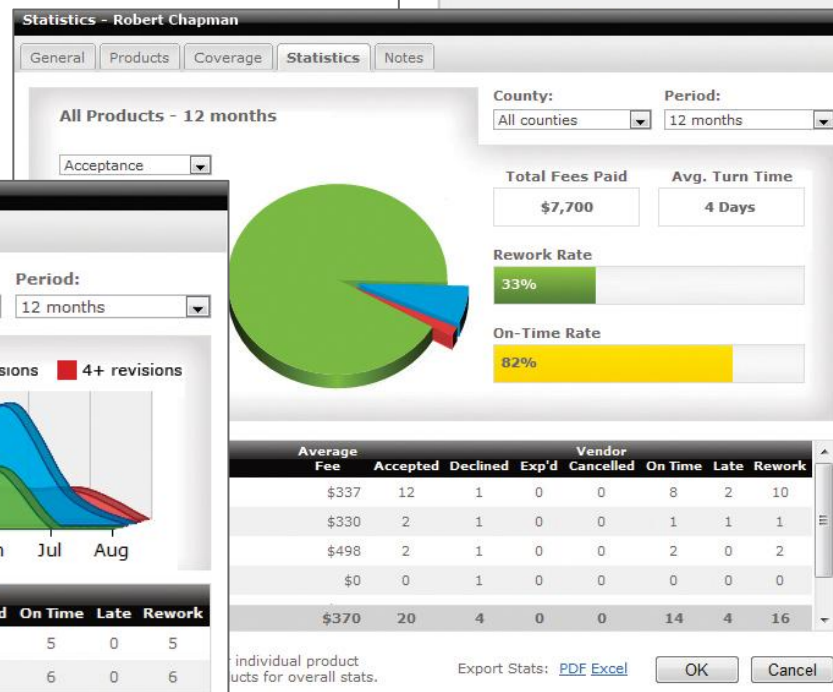 Statistics - Robert Chapman
General Products Coverage Statistics Notes
All Products - 12 months
Acceptance
County: Period:
All counties 12 months
Total Fees Paid Avg. Turn Time
$7,700 4 Days
Rework Rate
33%
On-Time Rate
82%
Average Vendor
Fee Accepted Declined Exp'd Cancelled On Time Late Rework
$337 12 1 0 0 8 2 10
$330 2 1 0 0 1 1 1
$498 2 1 0 0 2 0 2
$0 0 1 0 0 0 0 0
$370 20 4 0 0 14 4 16
individual product
for overall stats.
Export Stats: PDF Excel OK Cancel
Period:
12 months
4+ revisions
Jul Aug
On Time Late Rework
5 0 5
6 0 6